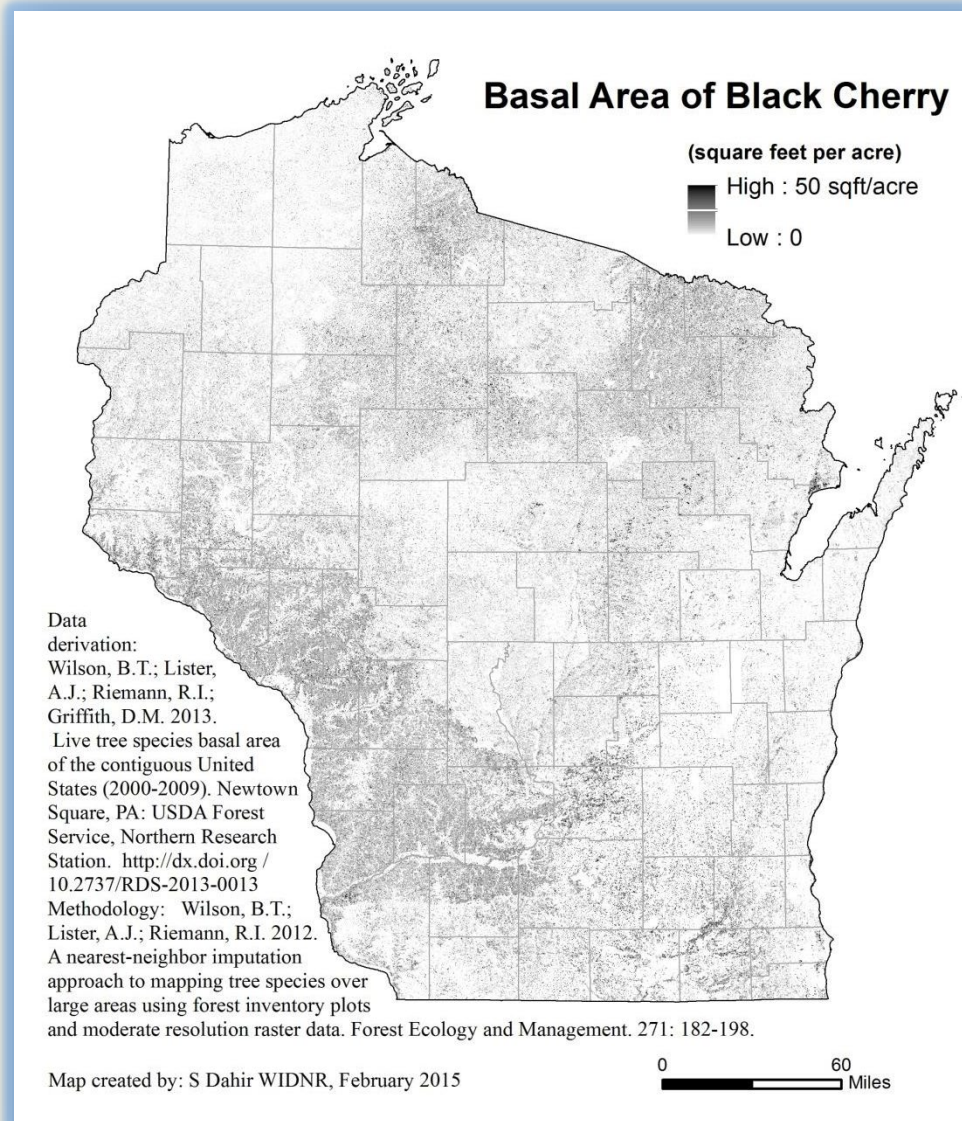 Basal Area of Black Cherry
(square feet per acre)
High : 50 sqft/acre
Low : 0
Data
derivation:
Wilson, B.T.; Lister,
A.J.; Riemann, R.I.;
Griffith, D.M. 2013.
Live tree species basal area
of the contiguous United
States (2000-2009). Newtown
Square, PA: USDA Forest
Service, Northern Research
Station. http://dx.doi.org /
10.2737/RDS-2013-0013
Methodology: Wilson, B.T.;
Lister, A.J.; Riemann, R.I. 2012.
A nearest-neighbor imputation
approach to mapping tree species over
large areas using forest inventory plots
and moderate resolution raster data. Forest Ecology and Management. 271: 182-198.
Map created by: S Dahir WIDNR, February 2015
0 60
Miles